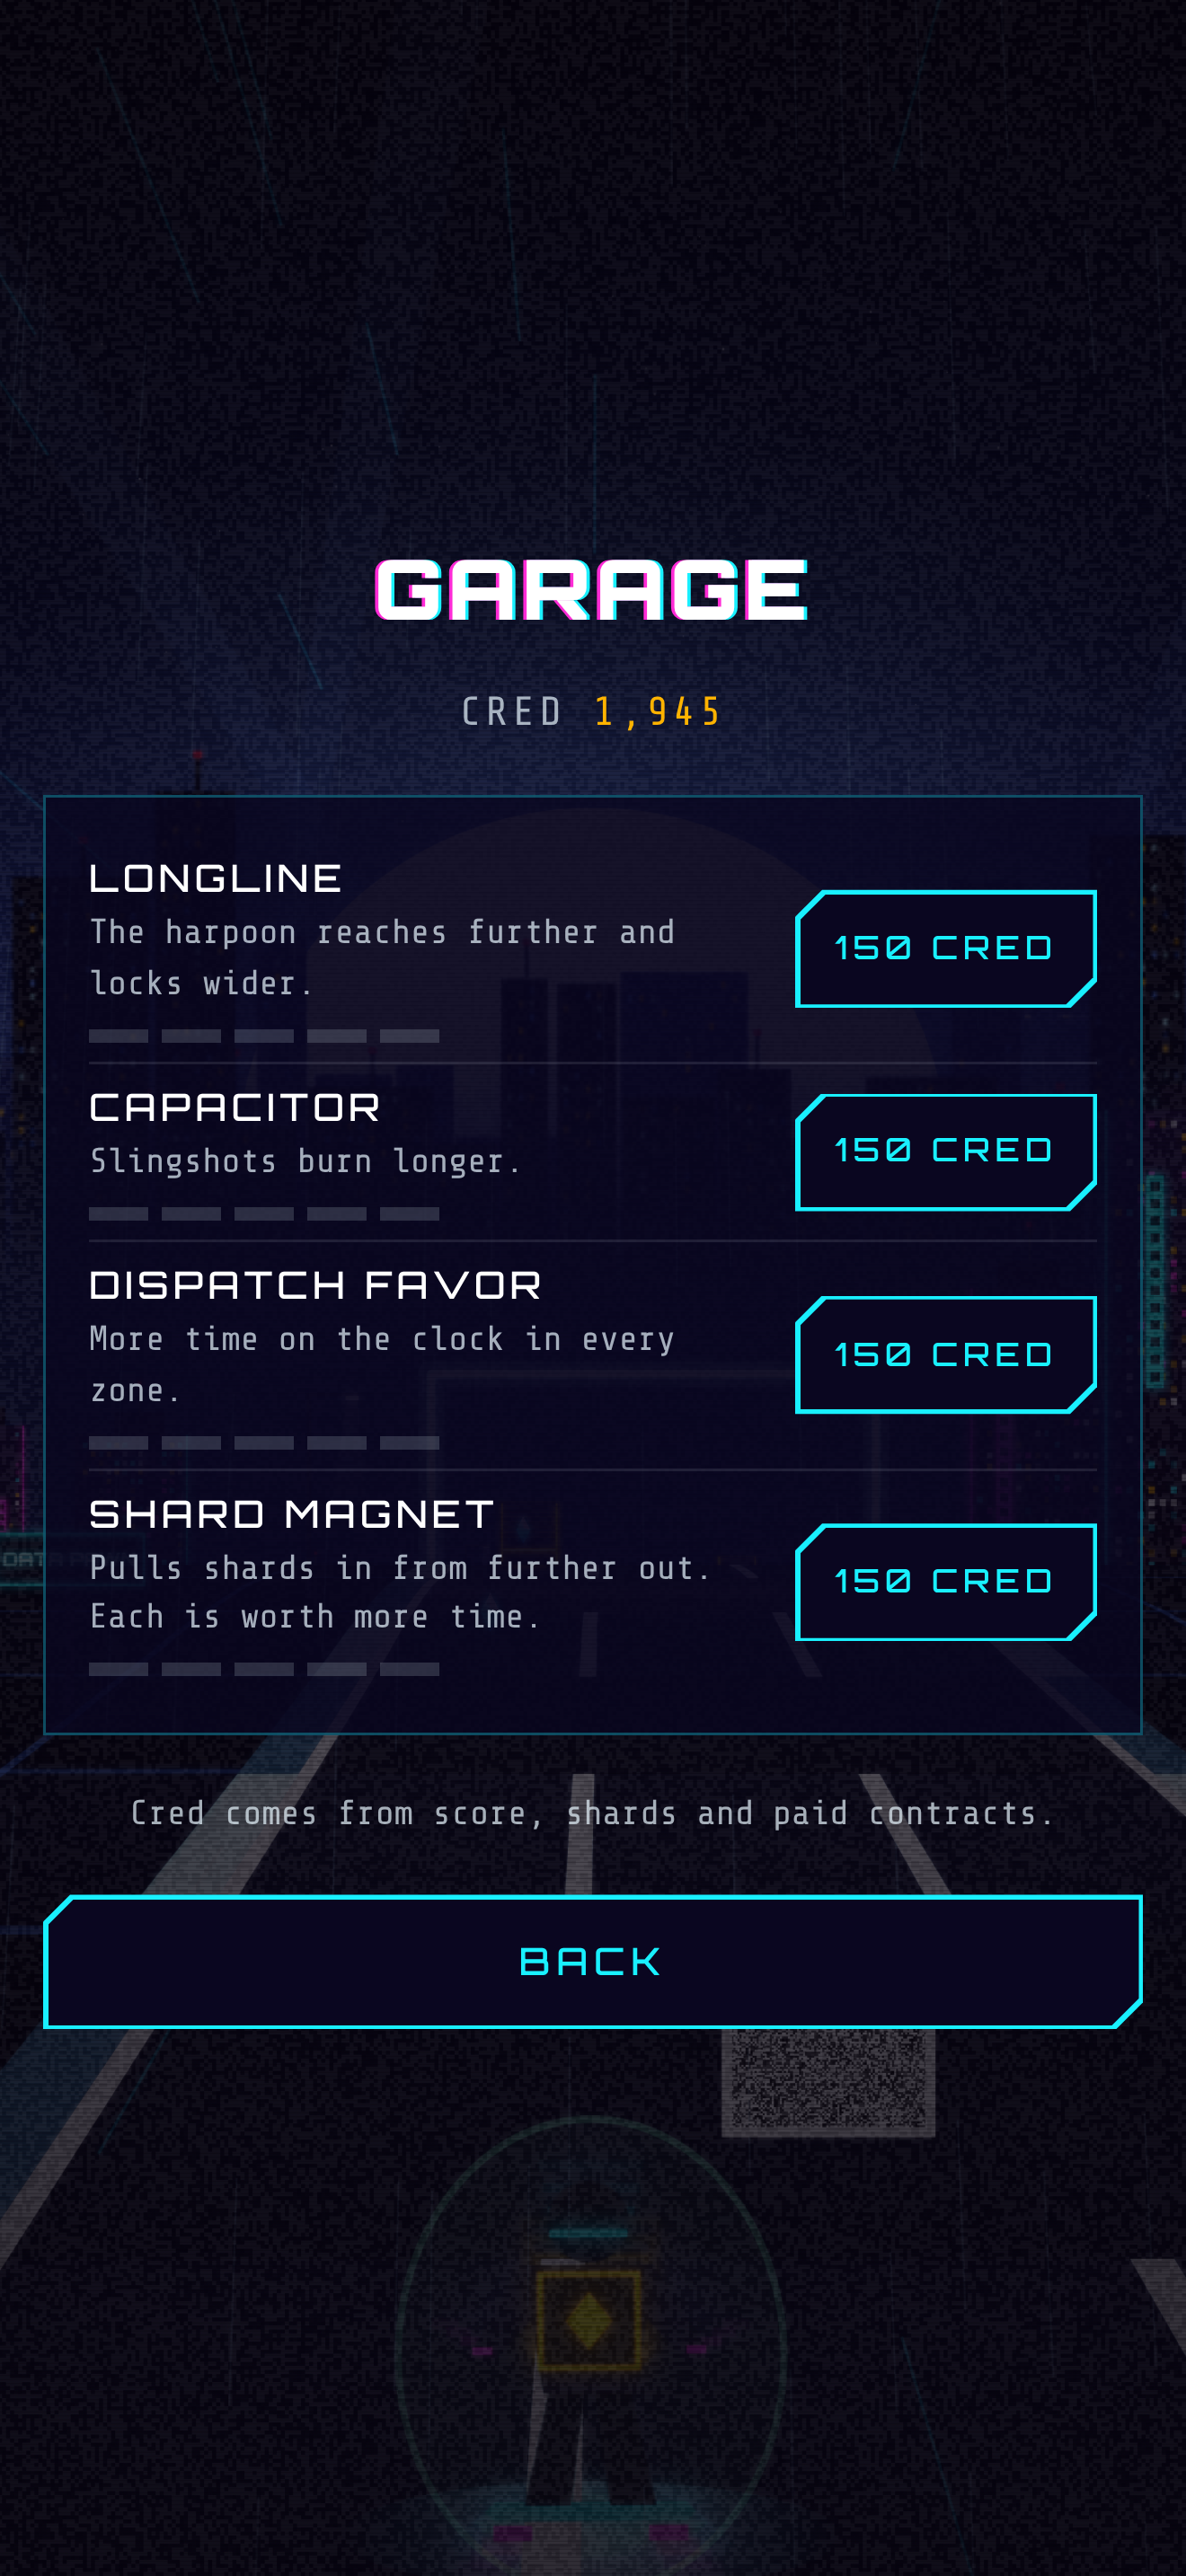 GARAGE
CRED 1,945
LONGLINE
The harpoon reaches further and
locks wider.
150 CRED
CAPACITOR
Slingshots burn longer.
150 CRED
DISPATCH FAVOR
More time on the clock in every
zone.
150 CRED
SHARD MAGNET
Pulls shards in from further out.
Each is worth more time.
150 CRED
DATA
Cred comes from score, shards and paid contracts.
BACK